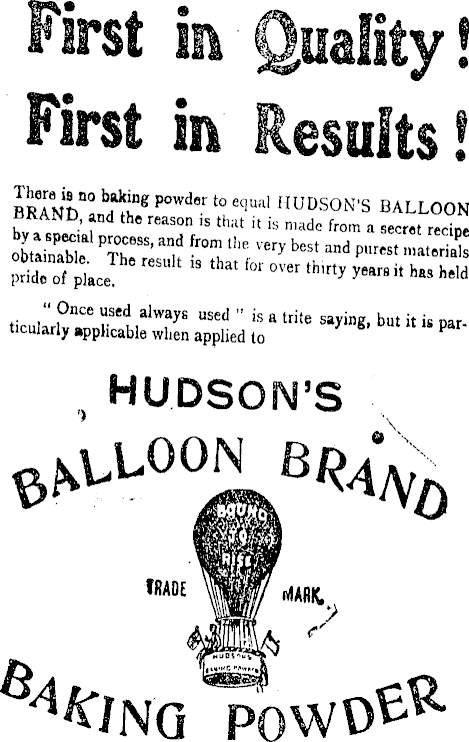 First in Quality!
First in Results!
There is no baking powder to equal HUDSON'S BALLOON
BRAND, and the reason is that it is made from a secret recipe
by a special process, and from the very best and purest materials
obtainable. The result is that for over thirty years it has held
pride of place.
" Once used always used " is a trite saying, but it is par-
ticularly applicable when applied to
HUDSON'S
BALLOON BRAND
BOUND
TO
RISE
TRADE MARK
HUDSON'S
BAKING POWDER
BAKING POWDER